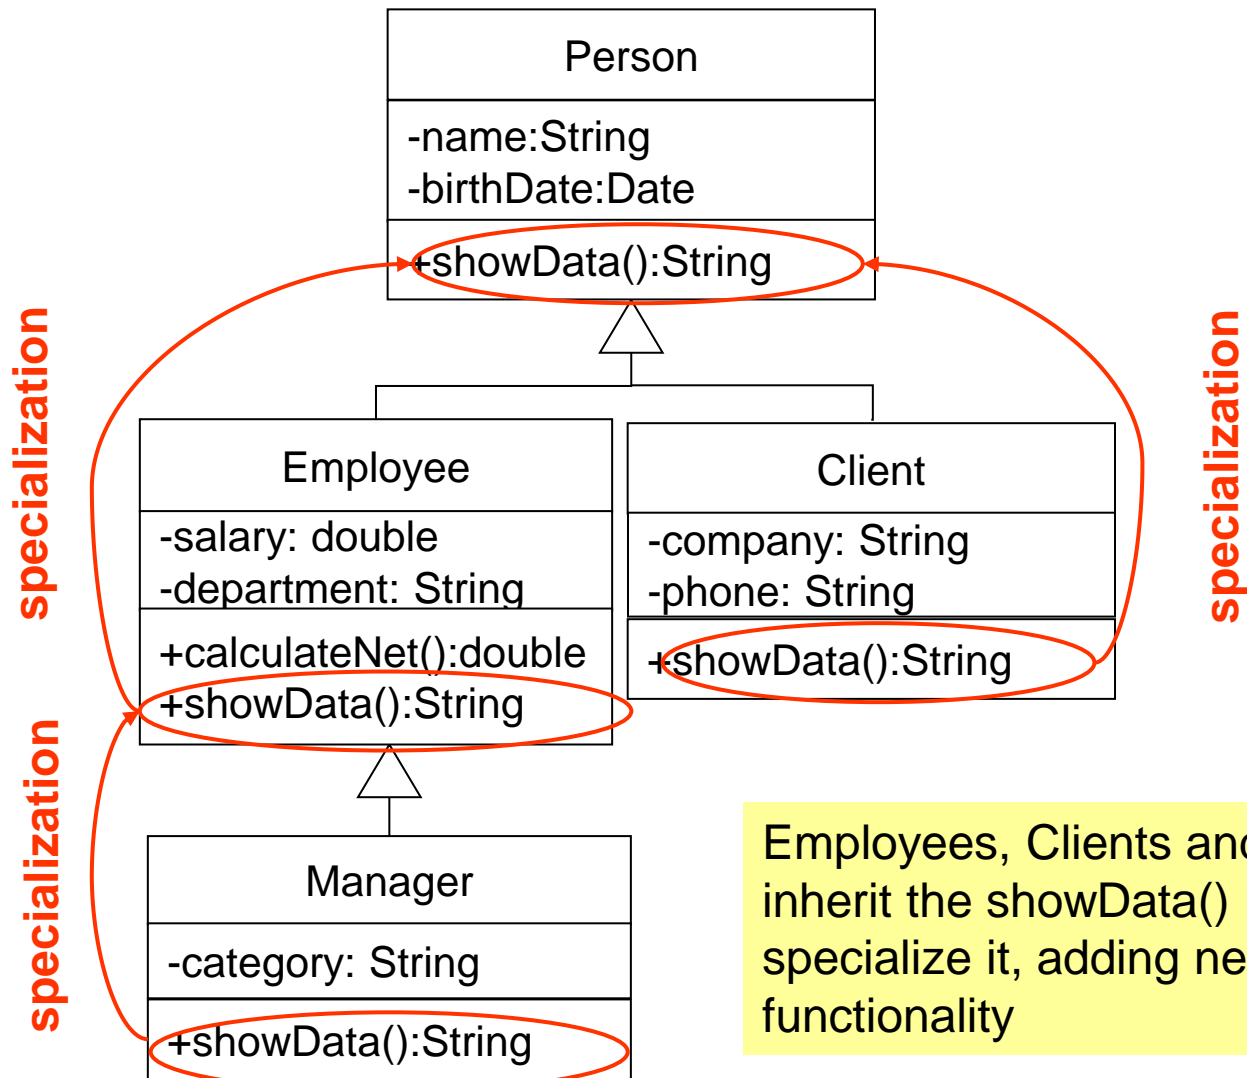 Person
-name:String
-birthDate:Date
+showData():String
specialization
specialization
Employee
-salary: double
-department: String
+calculateNet():double
+showData():String
Client
-company: String
-phone: String
+showData():String
specialization
Manager
-category: String
+showData():String
Employees, Clients and
inherit the showData()
specialize it, adding ne
functionality